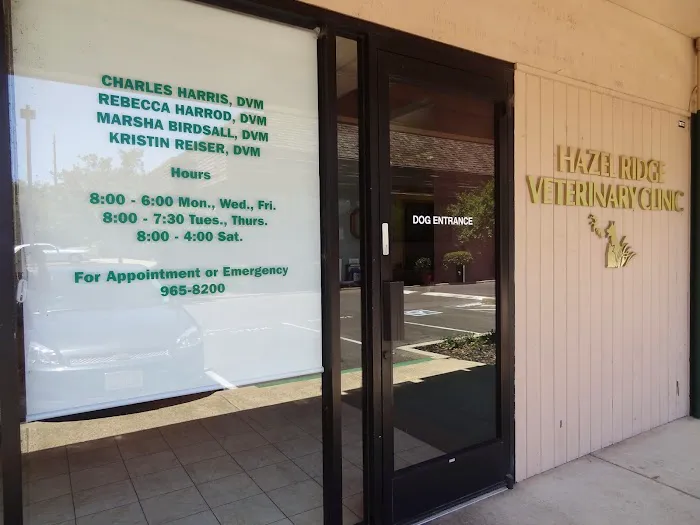 CHARLES HARRIS, DVM
REBECCA HARROD, DVM
MARSHA BIRDSALL, DVM
KRISTIN REISER, DVM
Hours
8:00 - 6:00 Mon., Wed., Fri.
8:00 - 7:30 Tues., Thurs.
8:00 - 4:00 Sat.
For Appointment or Emergency
965-8200
DOG ENTRANCE
HAZEL RIDGE
VETERINARY CLINIC